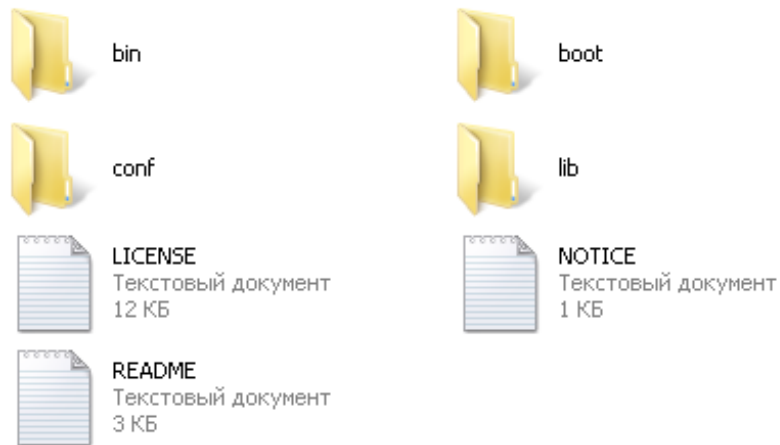 bin
boot
conf
lib
LICENSE
Текстовый документ
12 КБ
NOTICE
Текстовый документ
1 КБ
README
Текстовый документ
3 КБ